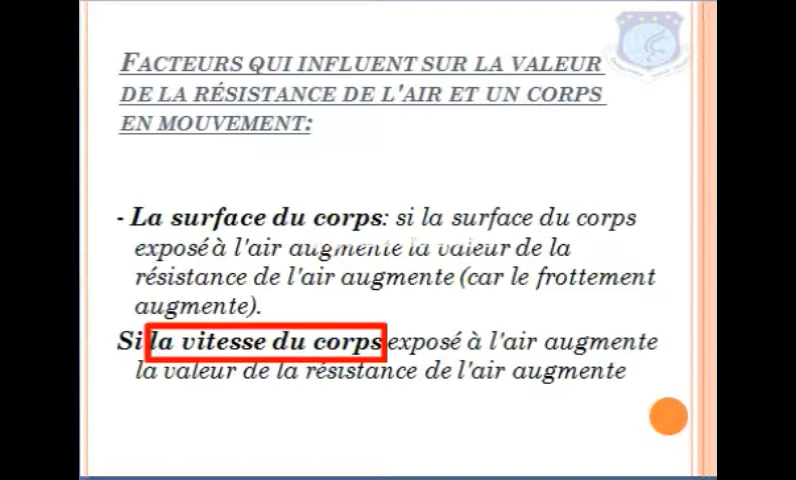 FACTEURS QUI INFLUENT SUR LA VALEUR
DE LA RÉSISTANCE DE L'AIR ET UN CORPS
EN MOUVEMENT:
- La surface du corps: si la surface du corps
exposé à l'air augmente la valeur de la
résistance de l'air augmente (car le frottement
augmente).
Si la vitesse du corps exposé à l'air augmente
la valeur de la résistance de l'air augmente